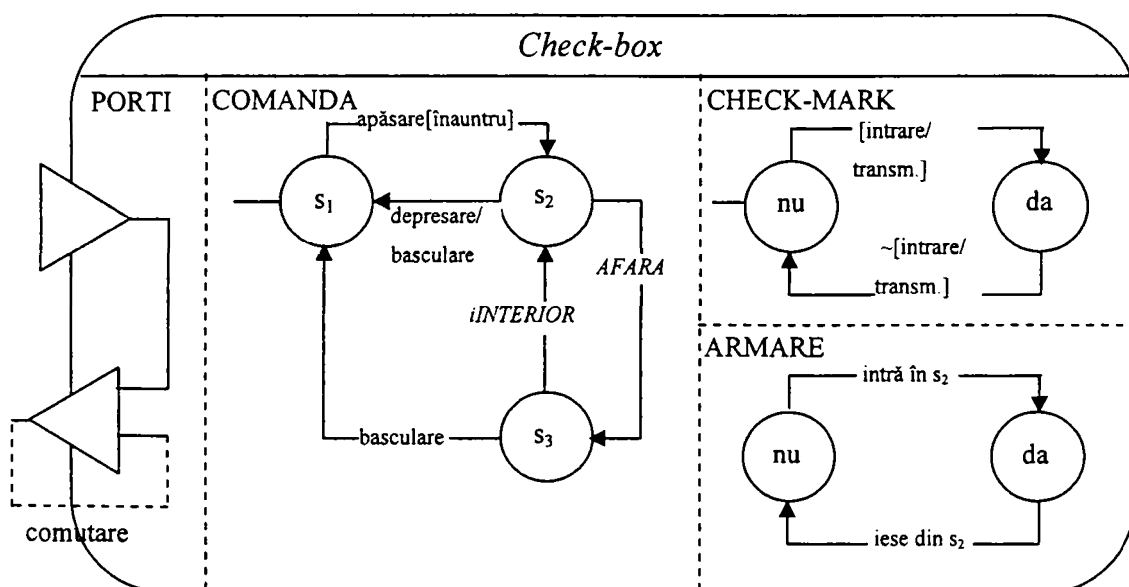 Check-box
PORTI
COMANDA
CHECK-MARK
apăsare[înauntru]
s1
s2
depresare/
basculare
AFARA
iINTERIOR
basculare
s3
[intrare/
transm.]
nu
da
~[intrare/
transm.]
ARMARE
intră în s2
nu
da
iese din s2
comutare